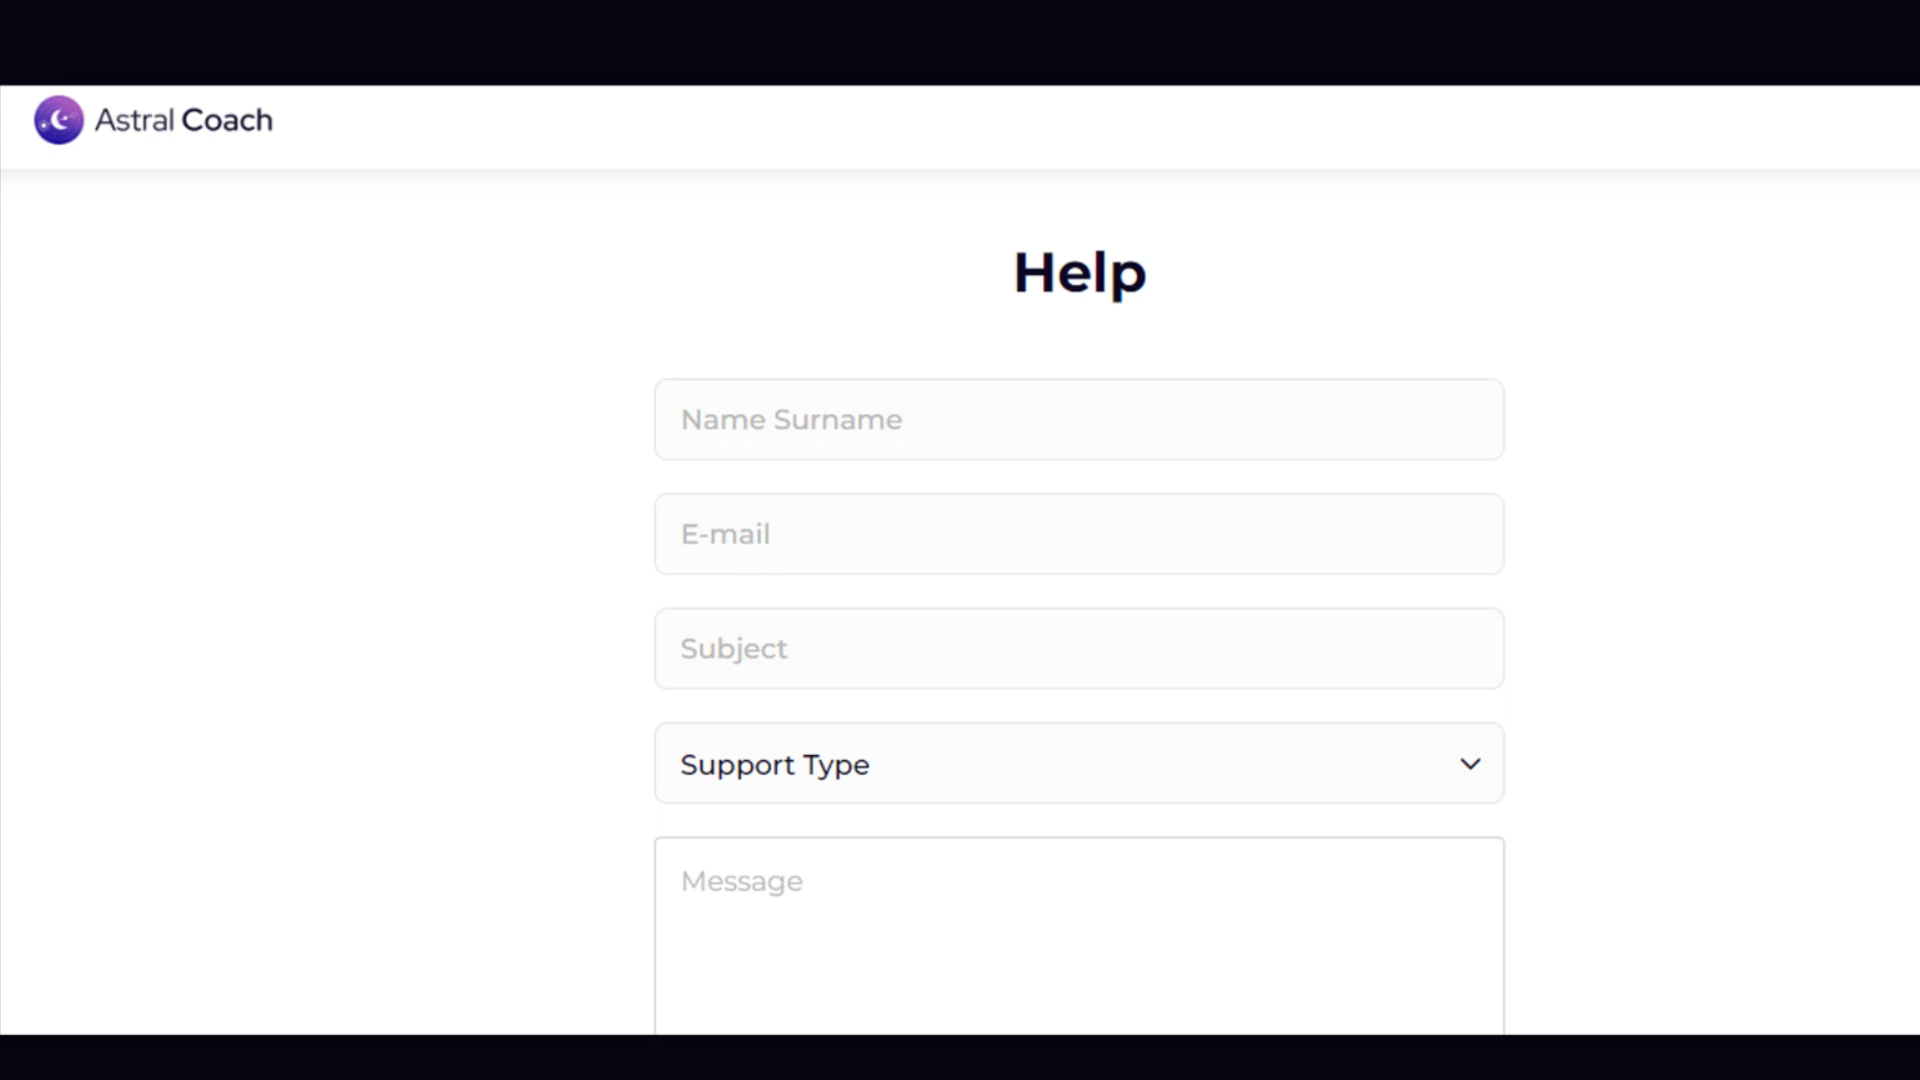 Astral Coach
Help
Name Surname
E-mail
Subject
Support Type
Message